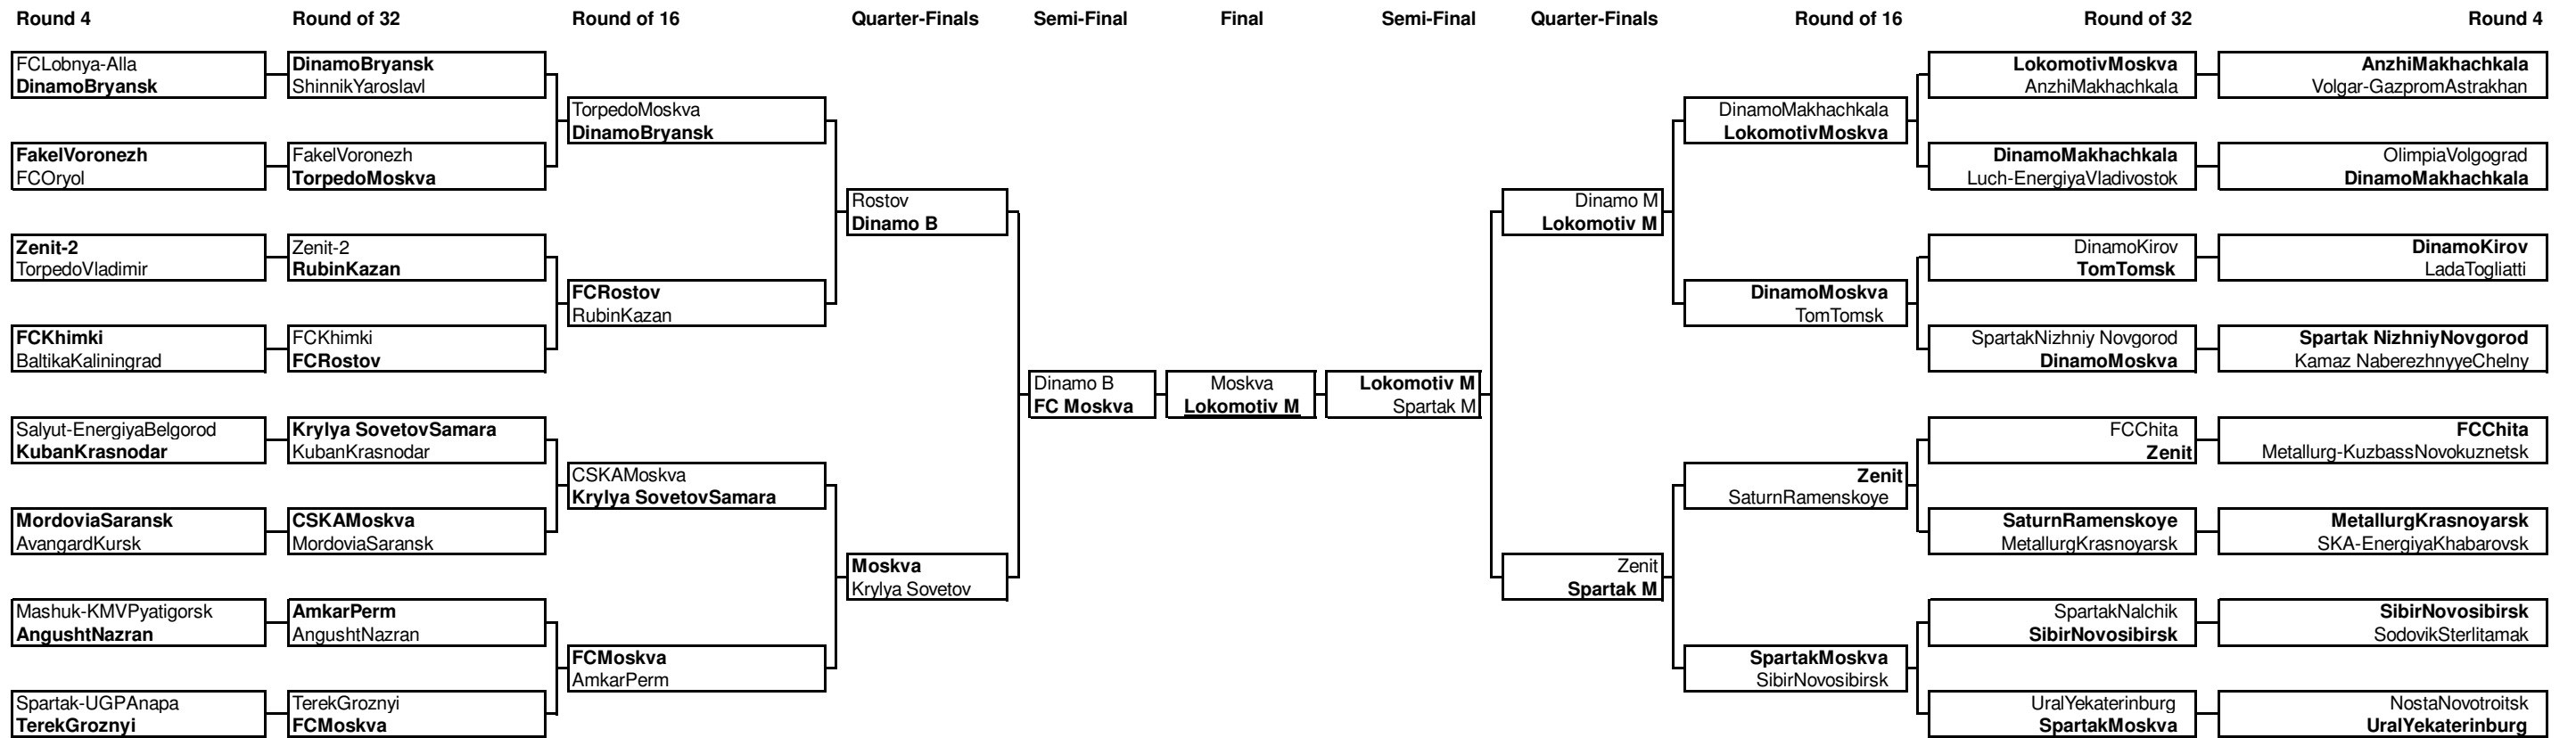 Round 4
Round of 32
Round of 16
Quarter-Finals
Semi-Final
Final
Semi-Final
Quarter-Finals
Round of 16
Round of 32
Round 4
FCLobnya-Alla
DinamoBryansk
FakelVoronezh
FCOryol
Zenit-2
TorpedoVladimir
FCKhimki
BaltikaKaliningrad
Salyut-EnergiyaBelgorod
KubanKrasnodar
MordoviaSaransk
AvangardKursk
Mashuk-KMVPyatigorsk
AngushtNazran
Spartak-UGPAnapa
TerekGroznyi
DinamoBryansk
ShinnikYaroslavl
FakelVoronezh
TorpedoMoskva
Zenit-2
RubinKazan
FCKhimki
FCRostov
Krylya SovetovSamara
KubanKrasnodar
CSKAMoskva
MordoviaSaransk
AmkarPerm
AngushtNazran
TerekGroznyi
FCMoskva
TorpedoMoskva
DinamoBryansk
FCRostov
RubinKazan
CSKAMoskva
Krylya SovetovSamara
FCMoskva
AmkarPerm
Rostov
Dinamo B
Moskva
Krylya Sovetov
Dinamo B
FC Moskva
Moskva
Lokomotiv M
Lokomotiv M
Spartak M
Dinamo M
Lokomotiv M
Zenit
Spartak M
DinamoMakhachkala
LokomotivMoskva
DinamoMoskva
TomTomsk
Zenit
SaturnRamenskoye
SpartakMoskva
SibirNovosibirsk
LokomotivMoskva
AnzhiMakhachkala
DinamoMakhachkala
Luch-EnergiyaVladivostok
DinamoKirov
TomTomsk
SpartakNizhniy Novgorod
DinamoMoskva
FCChita
Zenit
SaturnRamenskoye
MetallurgKrasnoyarsk
SpartakNalchik
SibirNovosibirsk
UralYekaterinburg
SpartakMoskva
AnzhiMakhachkala
Volgar-GazpromAstrakhan
OlimpiaVolgograd
DinamoMakhachkala
DinamoKirov
LadaTogliatti
Spartak NizhniyNovgorod
Kamaz NaberezhnyyeChelny
FCChita
Metallurg-KuzbassNovokuznetsk
MetallurgKrasnoyarsk
SKA-EnergiyaKhabarovsk
SibirNovosibirsk
SodovikSterlitamak
NostaNovotroitsk
UralYekaterinburg